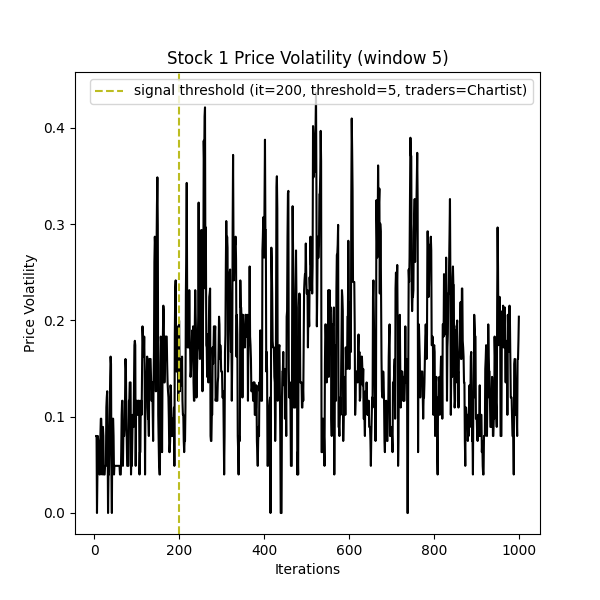 Stock 1 Price Volatility (window 5)
signal threshold (it=200, threshold=5, traders=Chartist)
Price Volatility
0.4
0.3
0.2
0.1
0.0
0 200 400 600 800 1000
Iterations